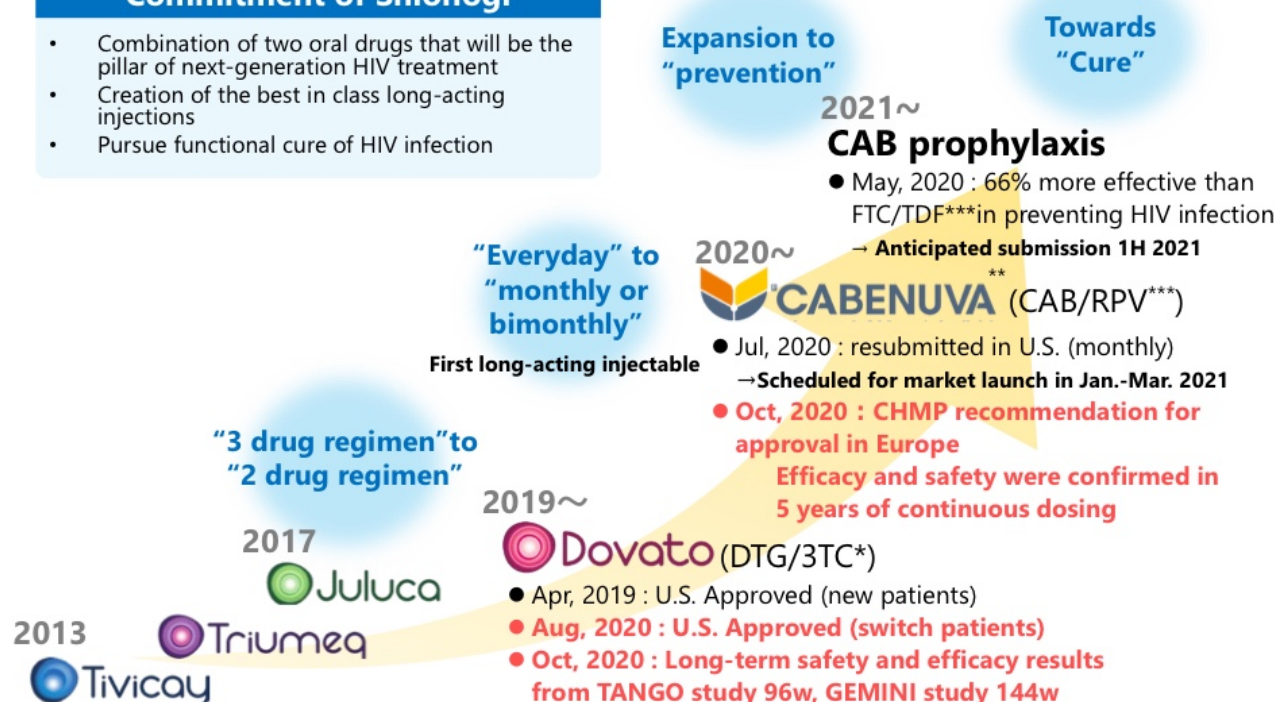 Commitment of Shionogi
• Combination of two oral drugs that will be the
pillar of next-generation HIV treatment
• Creation of the best in class long-acting
injections
• Pursue functional cure of HIV infection
Expansion to
“prevention”
Towards
“Cure”
2021～
CAB prophylaxis
● May, 2020 : 66% more effective than
FTC/TDF***in preventing HIV infection
→ Anticipated submission 1H 2021
“Everyday” to
“monthly or
bimonthly”
First long-acting injectable
2020～
CABENUVA** (CAB/RPV***)
● Jul, 2020 : resubmitted in U.S. (monthly)
→Scheduled for market launch in Jan.-Mar. 2021
● Oct, 2020 : CHMP recommendation for
approval in Europe
Efficacy and safety were confirmed in
5 years of continuous dosing
“3 drug regimen”to
“2 drug regimen”
2019～
Dovato (DTG/3TC*)
● Apr, 2019 : U.S. Approved (new patients)
● Aug, 2020 : U.S. Approved (switch patients)
● Oct, 2020 : Long-term safety and efficacy results
from TANGO study 96w, GEMINI study 144w
2017
Juluca
2013
Triumeq
Tivicay